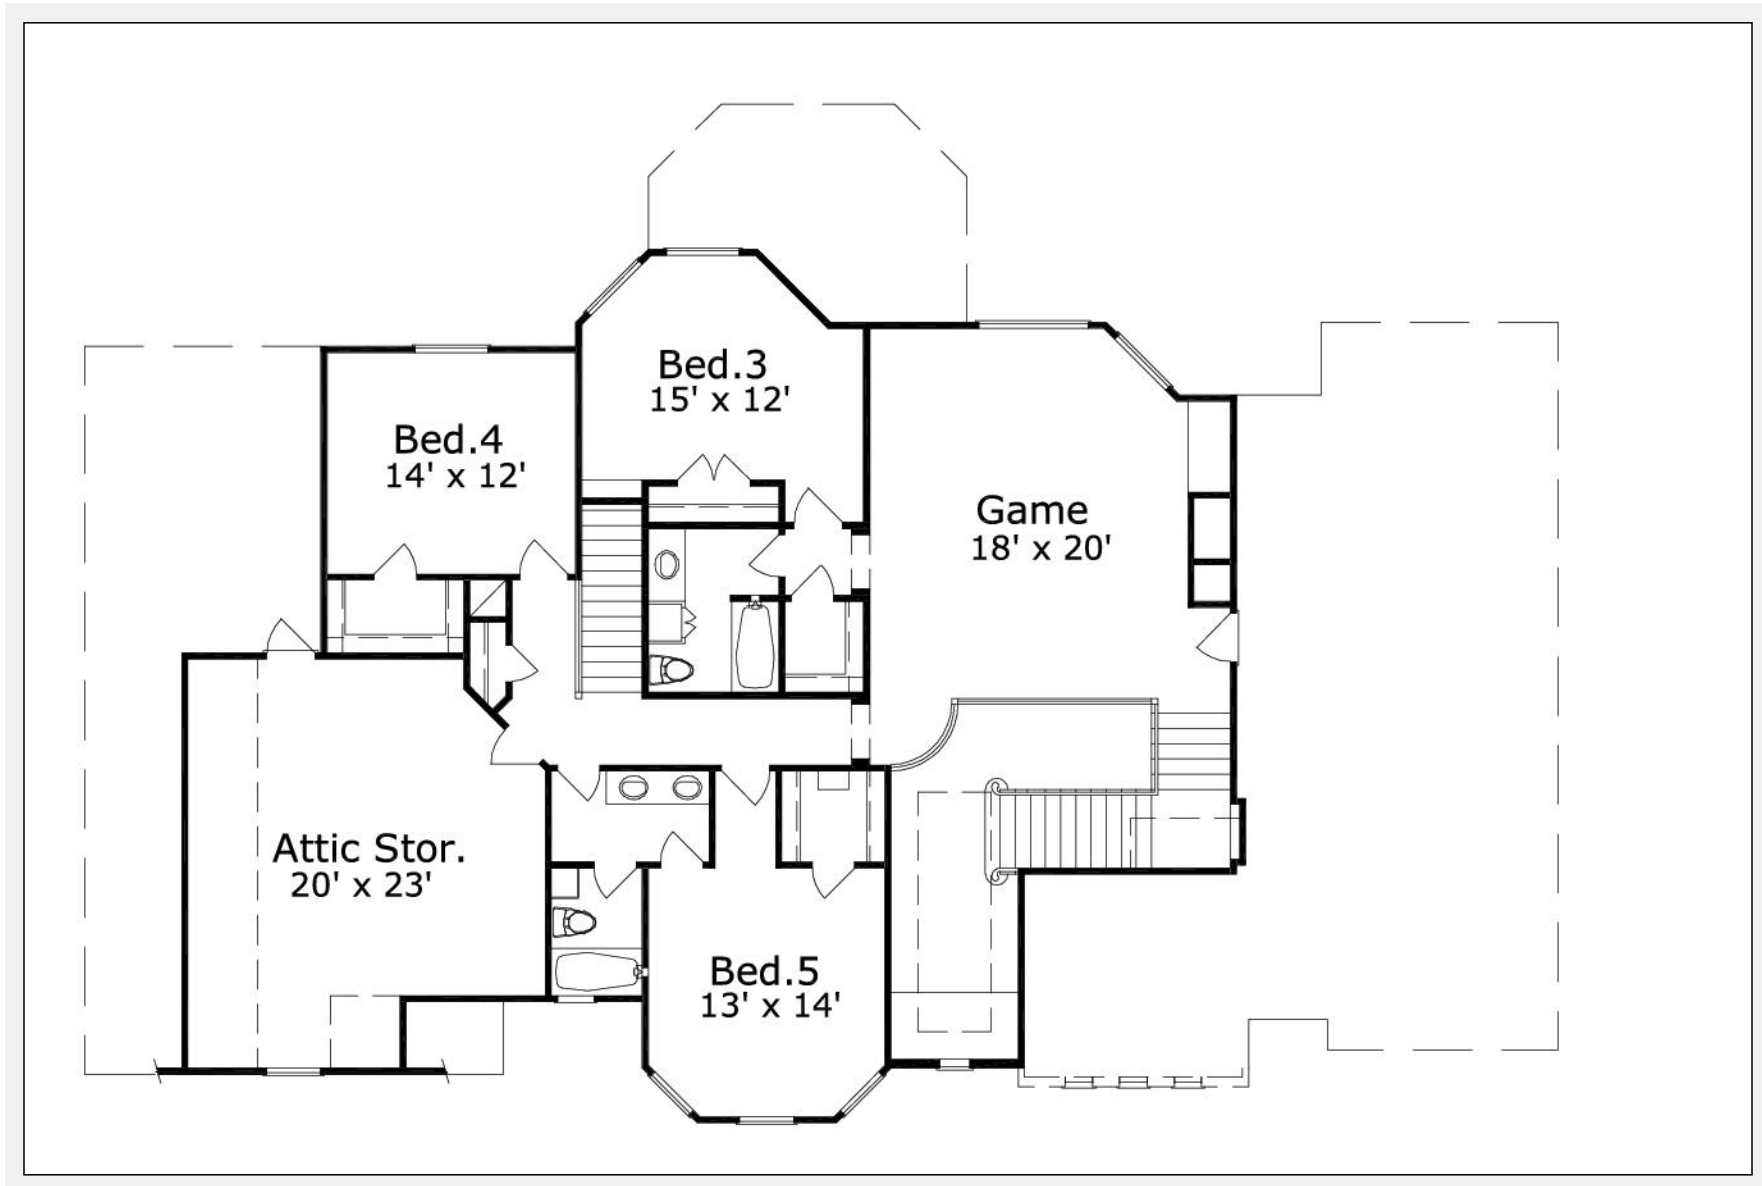 Bed.3
15' x 12'
Bed.4
14' x 12'
Game
18' x 20'
Attic Stor.
20' x 23'
Bed.5
13' x 14'